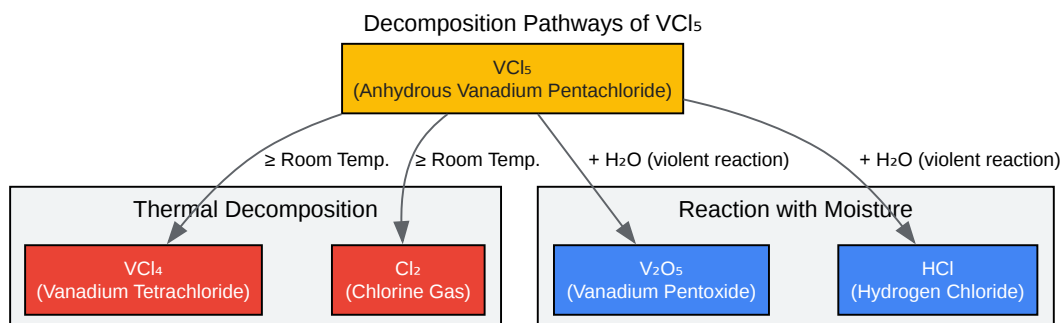 Decomposition Pathways of VCl₅
VCl₅
(Anhydrous Vanadium Pentachloride)
≥ Room Temp.
≥ Room Temp.
+ H₂O (violent reaction)
+ H₂O (violent reaction)
Thermal Decomposition
Reaction with Moisture
VCl₄
(Vanadium Tetrachloride)
Cl₂
(Chlorine Gas)
V₂O₅
(Vanadium Pentoxide)
HCl
(Hydrogen Chloride)